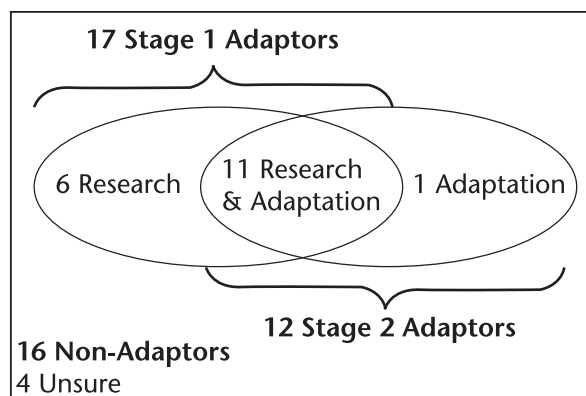 17 Stage 1 Adaptors
6 Research
11 Research
& Adaptation
1 Adaptation
12 Stage 2 Adaptors
16 Non-Adaptors
4 Unsure